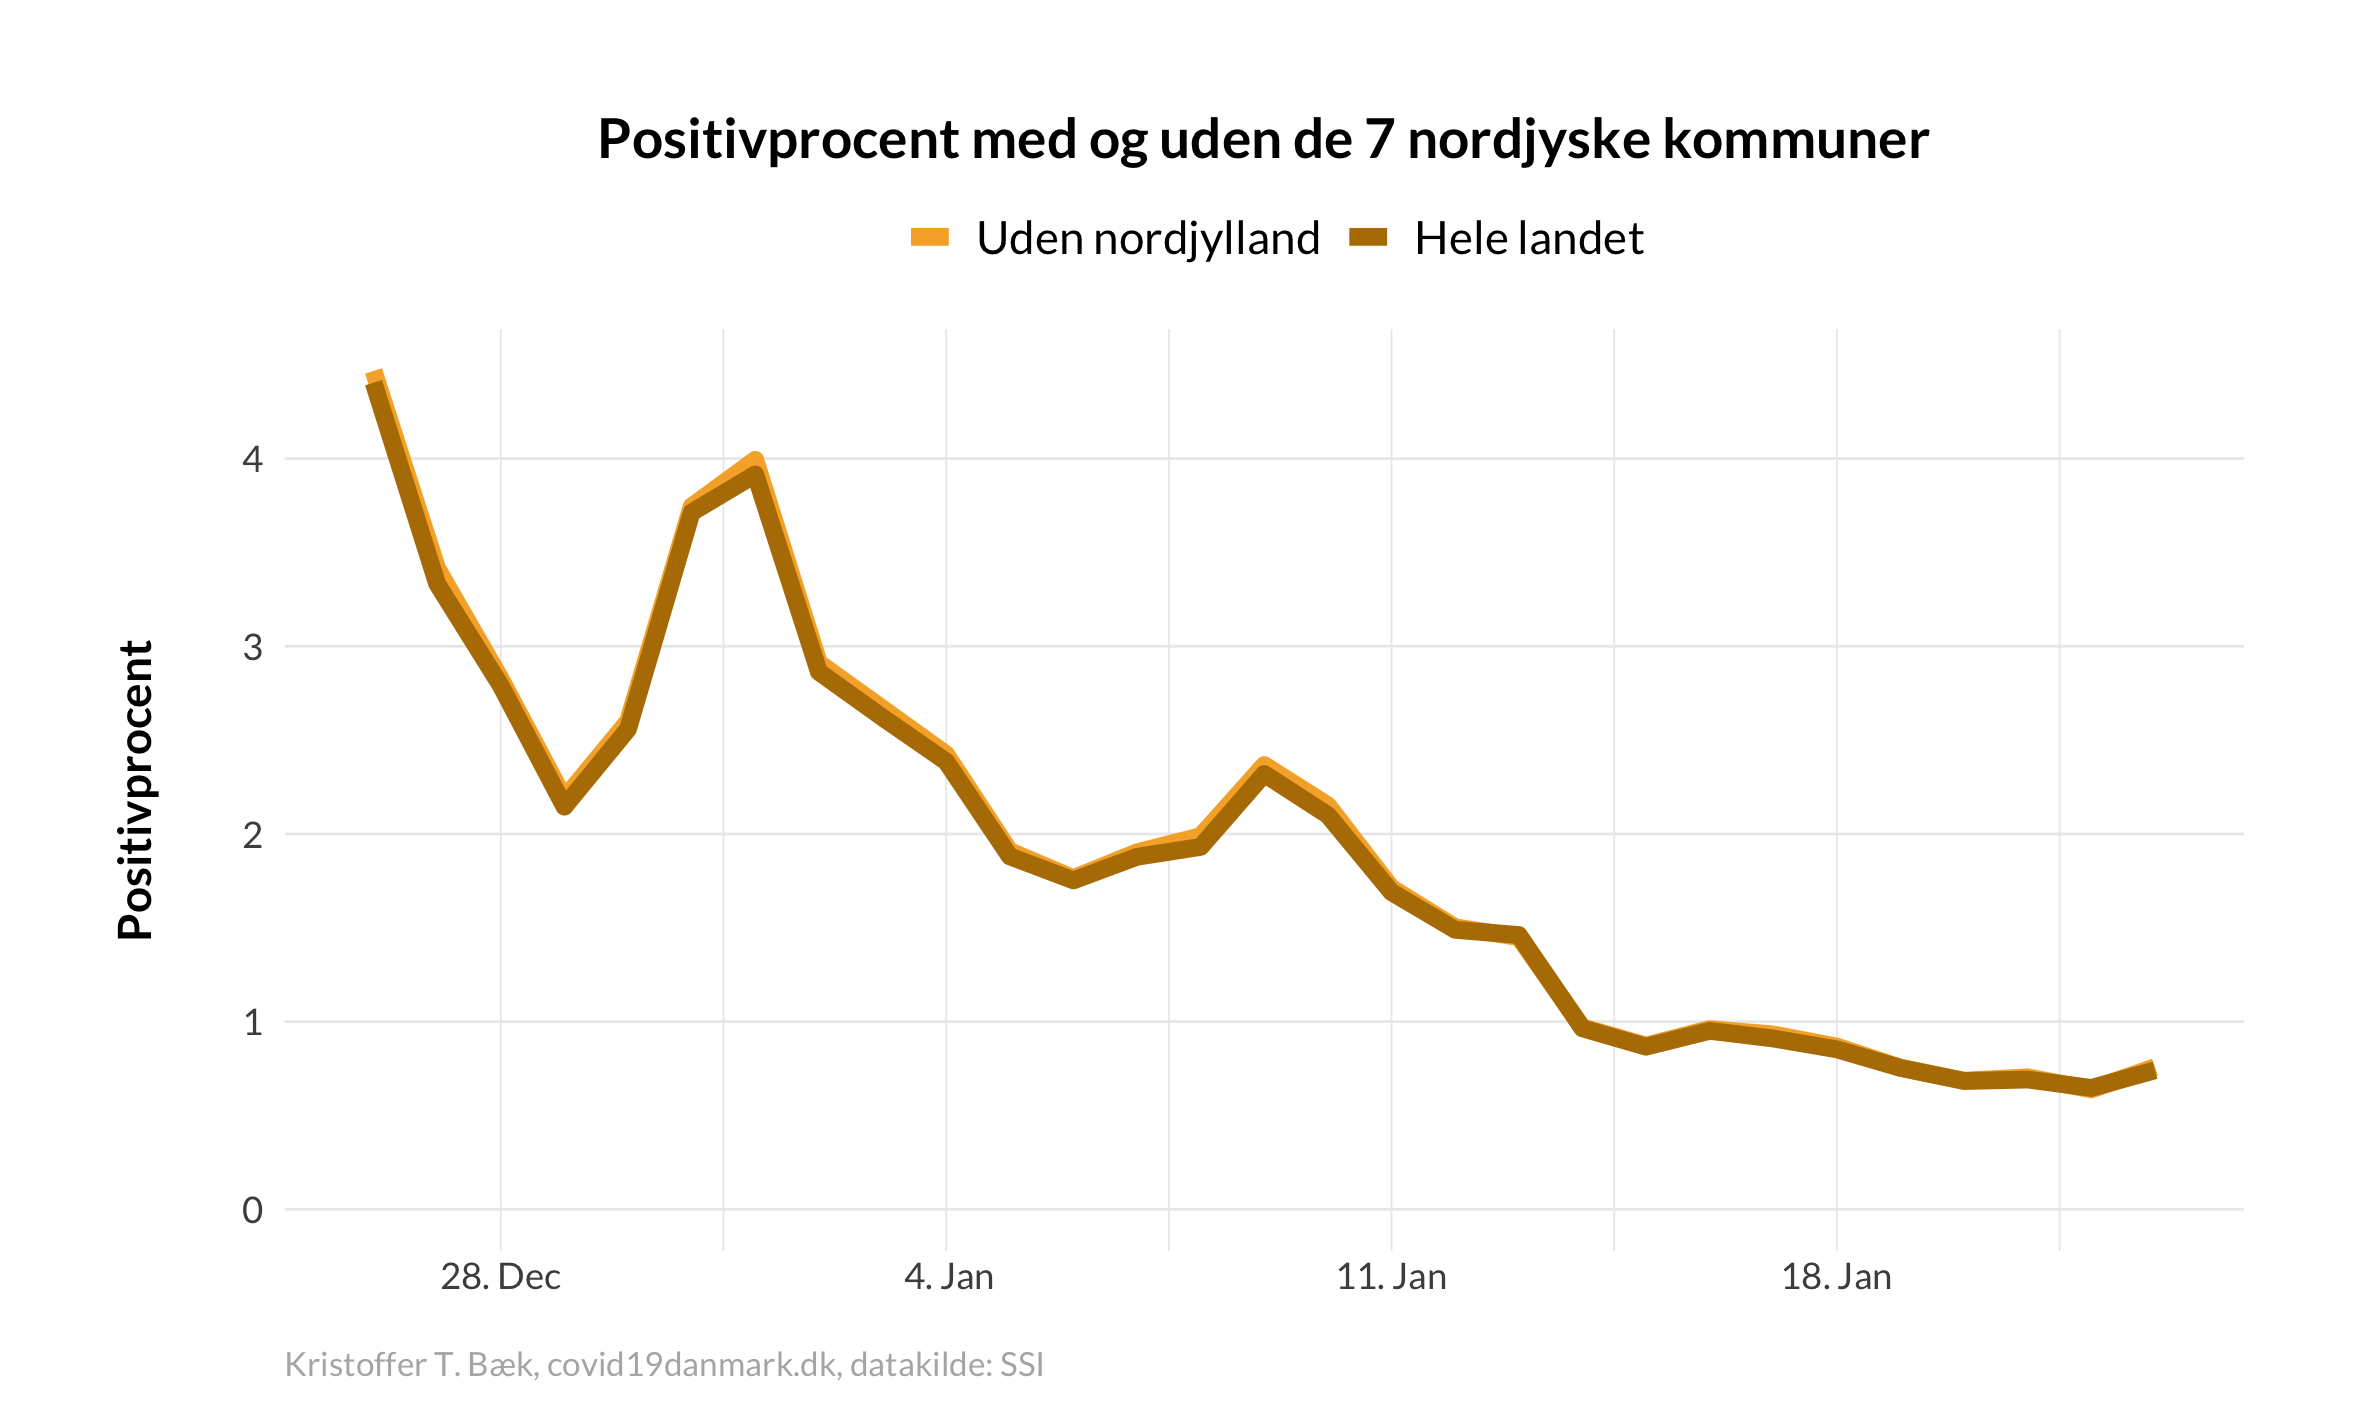 Positivprocent med og uden de 7 nordjyske kommuner
Uden nordjylland Hele landet
Positivprocent
4
3
2
1
0
28. Dec 4. Jan 11. Jan 18. Jan
Kristoffer T. Bæk, covid19danmark.dk, datakilde: SSI